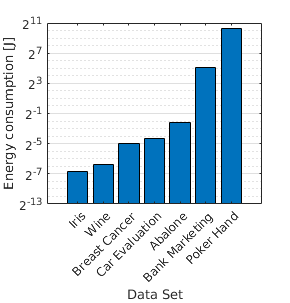 Energy consumption [J]
2^11
2^7
2^3
2^-1
2^-5
2^-7
2^-13
Iris
Wine
Breast Cancer
Car Evaluation
Abalone
Bank Marketing
Poker Hand
Data Set